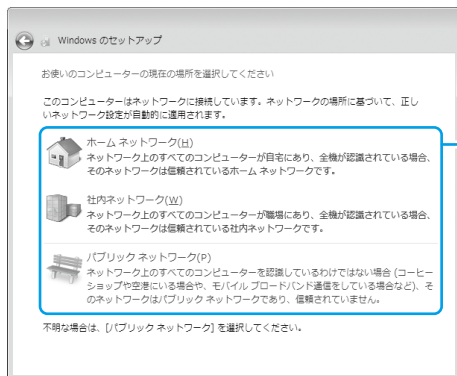 Windows のセットアップ
お使いのコンピューターの現在の場所を選択してください
このコンピューターはネットワークに接続しています。ネットワークの場所に基づいて、正し
いネットワーク設定が自動的に適用されます。
ホーム ネットワーク(H)
ネットワーク上のすべてのコンピューターが自宅にあり、全機が認識されている場合、
そのネットワークは信頼されているホーム ネットワークです。
社内ネットワーク(W)
ネットワーク上のすべてのコンピューターが職場にあり、全機が認識されている場合、
そのネットワークは信頼されている社内ネットワークです。
パブリック ネットワーク(P)
ネットワーク上のすべてのコンピューターを認識しているわけではない場合 (コーヒー
ショップや空港にいる場合や、モバイル ブロードバンド通信をしている場合など)、そ
のネットワークはパブリック ネットワークであり、信頼されていません。
不明な場合は、[パブリック ネットワーク] を選択してください。